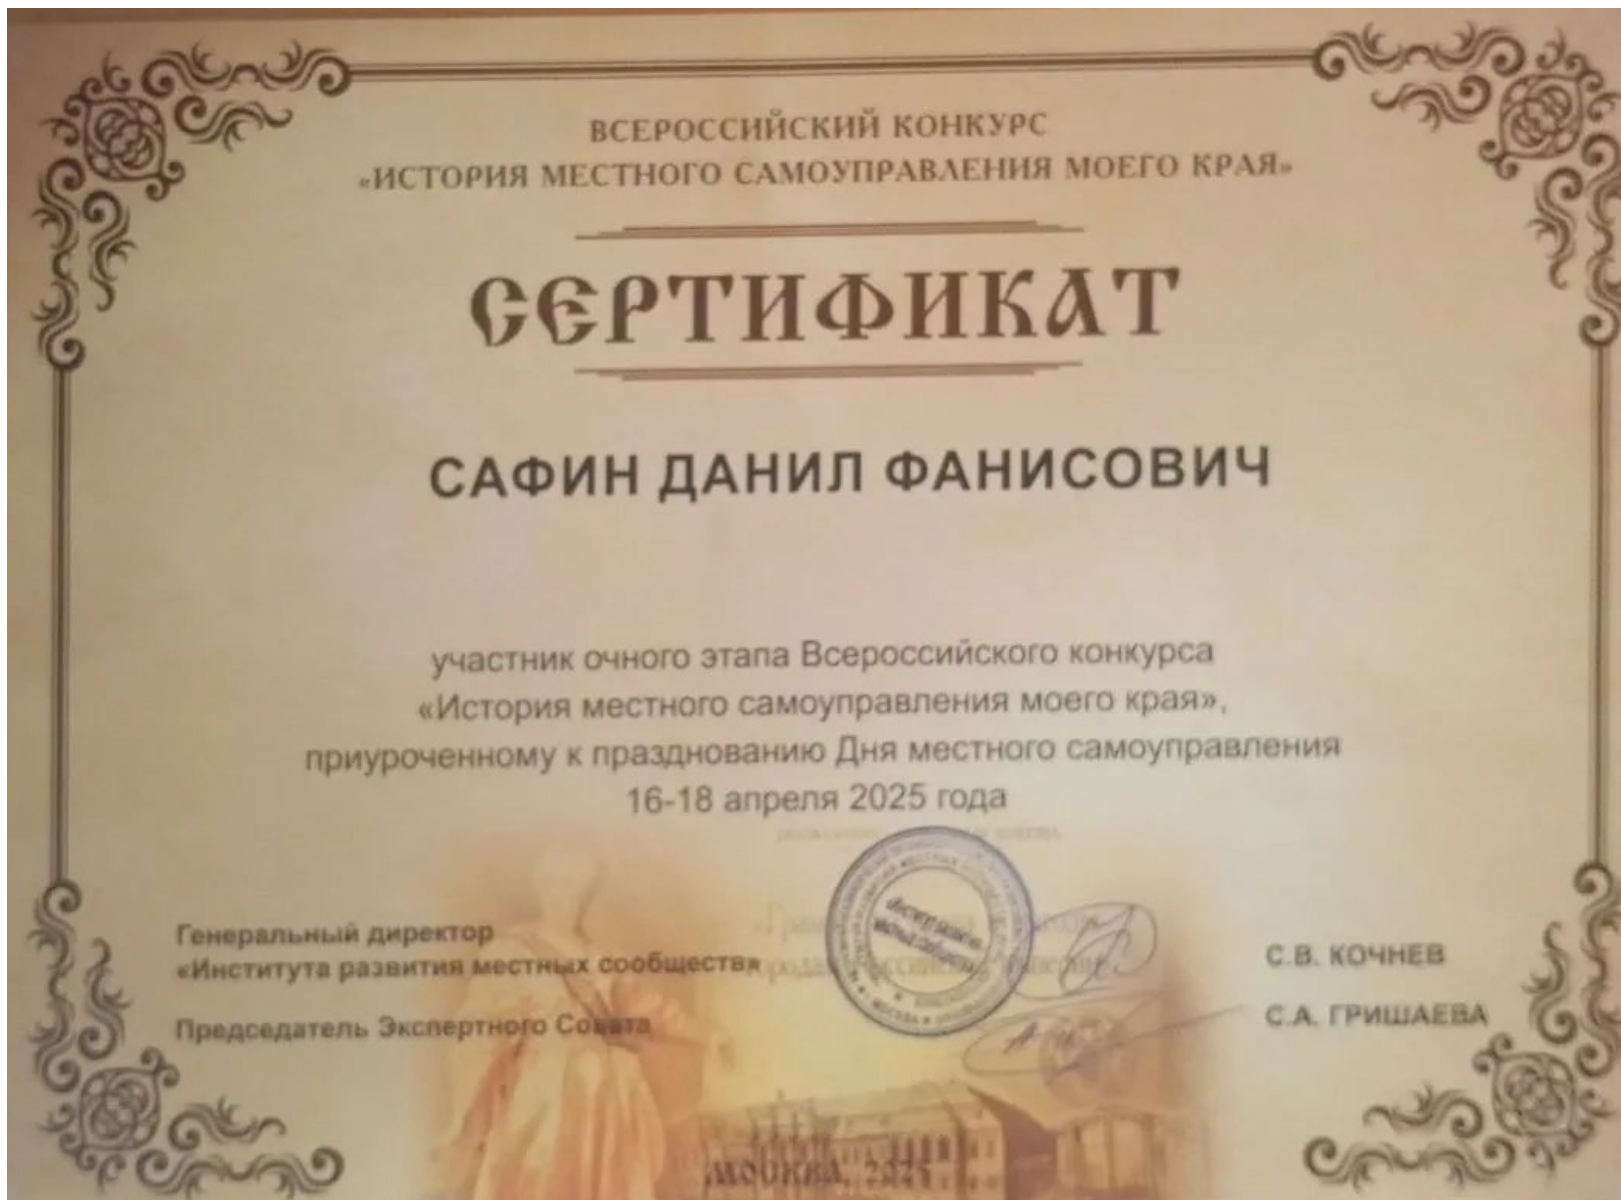 ВСЕРОССИЙСКИЙ КОНКУРС
«ИСТОРИЯ МЕСТНОГО САМОУПРАВЛЕНИЯ МОЕГО КРАЯ»
СЕРТИФИКАТ
САФИН ДАНИЛ ФАНИСОВИЧ
участник очного этапа Всероссийского конкурса
«История местного самоуправления моего края»,
приуроченному к празднованию Дня местного самоуправления
16-18 апреля 2025 года
Генеральный директор
«Института развития местных сообществ»
С.В. КОЧНЕВ
Председатель Экспертного Совета
С.А. ГРИШАЕВА
МОСКВА, 2025